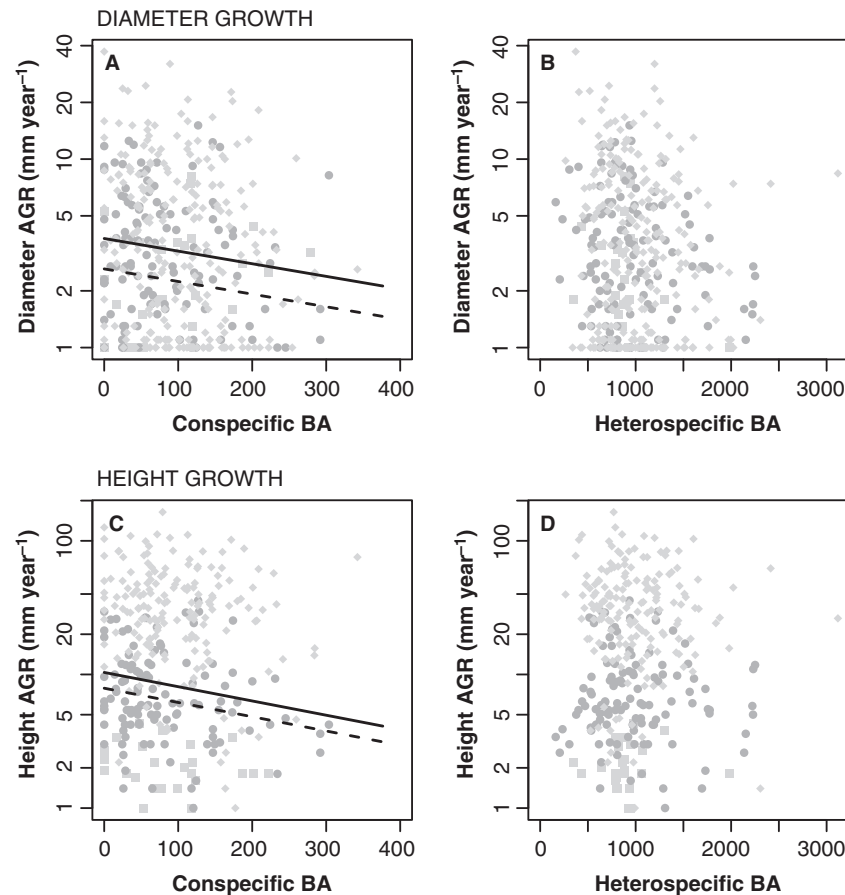 DIAMETER GROWTH
A
B
Diameter AGR (mm year⁻¹)
40
20
10
5
2
1
0 100 200 300 400
Conspecific BA
Diameter AGR (mm year⁻¹)
40
20
10
5
2
1
0 1000 2000 3000
Heterospecific BA
HEIGHT GROWTH
C
D
Height AGR (mm year⁻¹)
100
20
5
2
1
0 100 200 300 400
Conspecific BA
Height AGR (mm year⁻¹)
100
20
5
2
1
0 1000 2000 3000
Heterospecific BA